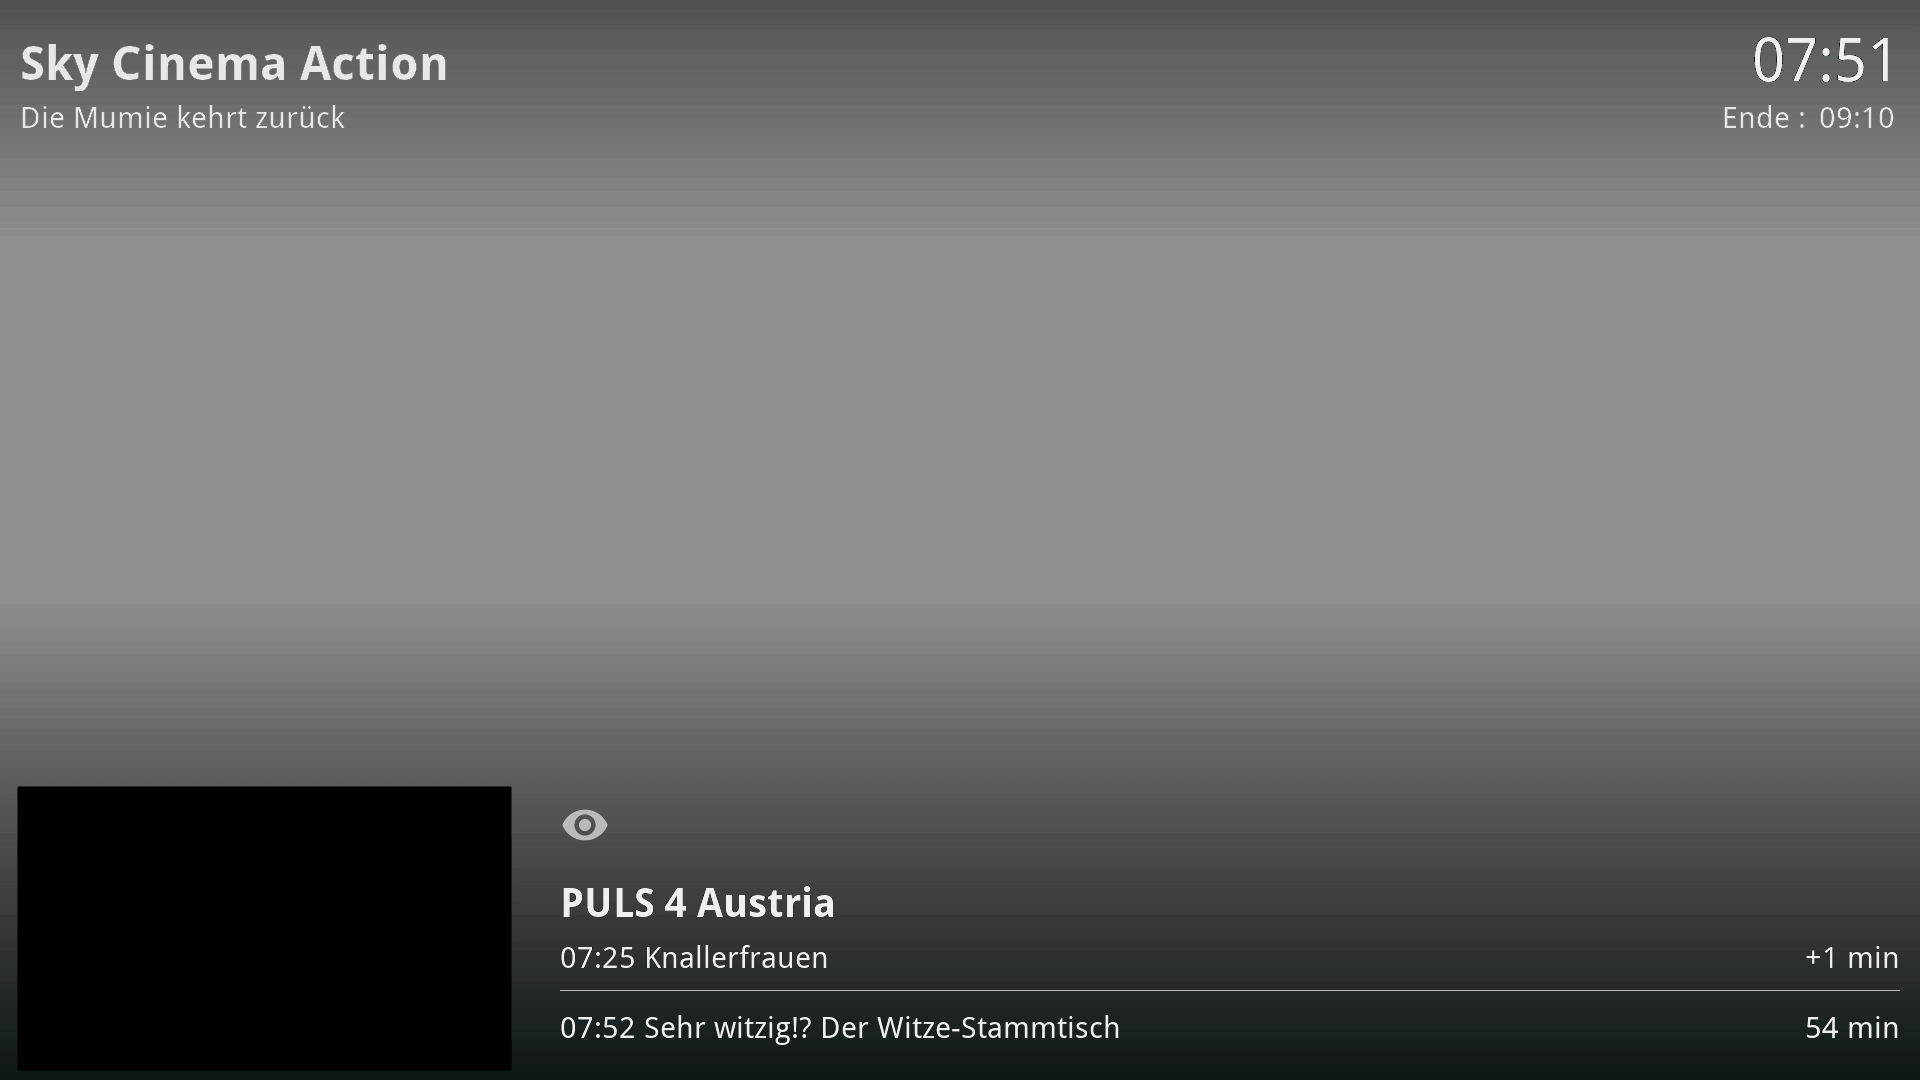 Sky Cinema Action
07:51
Die Mumie kehrt zurück
Ende : 09:10
PULS 4 Austria
07:25 Knallerfrauen +1 min
07:52 Sehr witzig!? Der Witze-Stammtisch 54 min